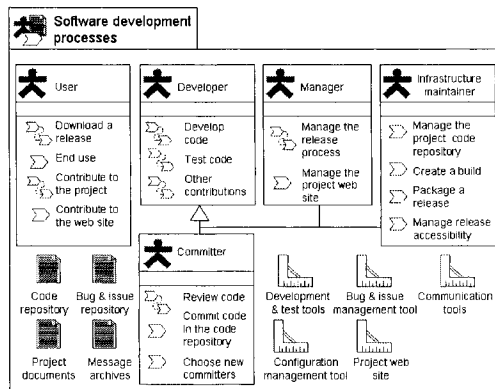 Software development
processes
User
Download a
release
End use
Contribute to
the project
Contribute to
the web site
Developer
Develop
code
Test code
Other
contributions
Manager
Manage the
release
process
Manage the
project web
site
Infrastructure
maintainer
Manage the
project code
repository
Create a build
Package a
release
Manage release
accessibility
Committer
Review code
Commit code
in the code
repository
Choose new
committers
Code
repository
Bug & issue
repository
Project
documents
Message
archives
Development
& test tools
Bug & issue
management tool
Communication
tools
Configuration
management tool
Project web
site